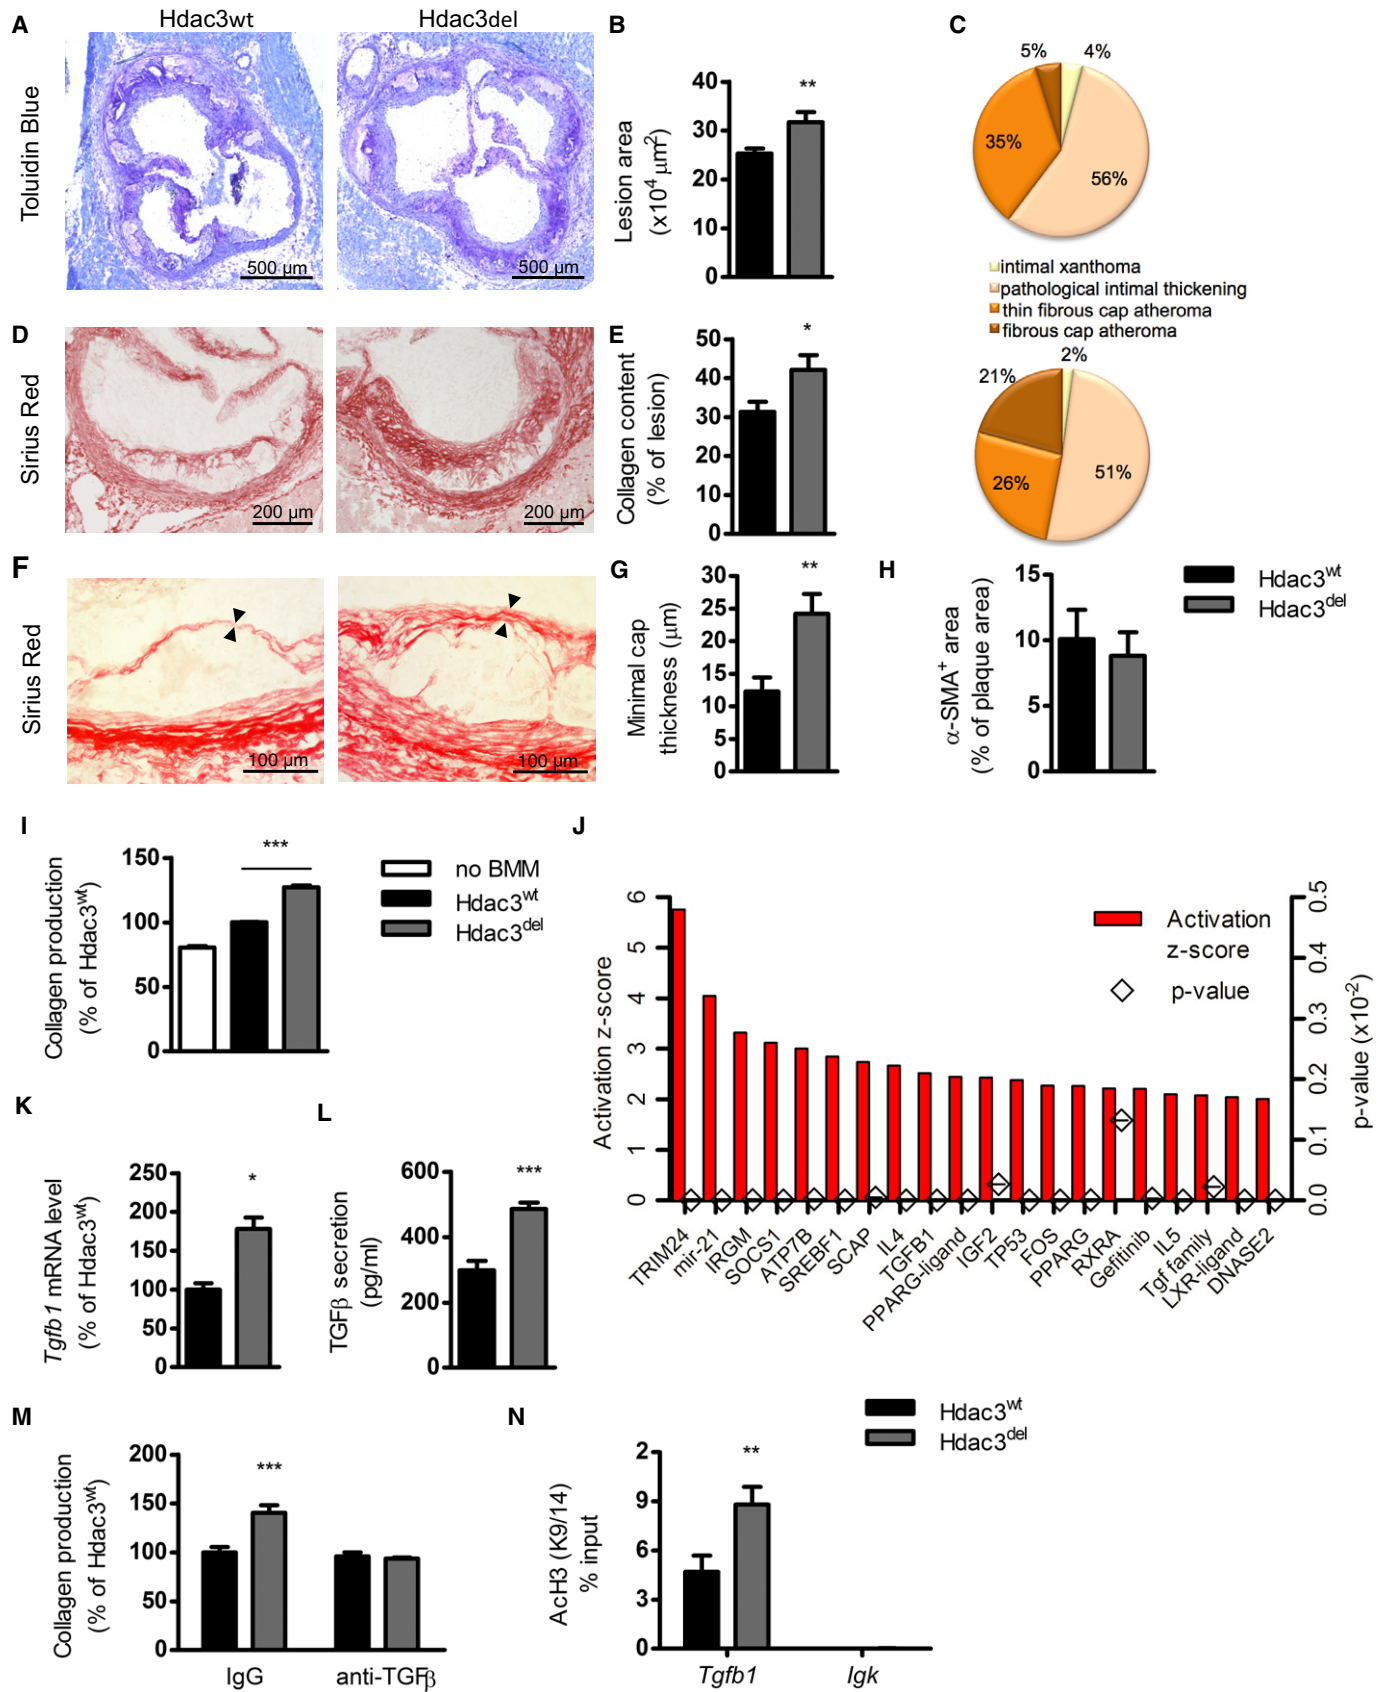 A
Hdac3wt
Hdac3del
Toluidin Blue
500 µm
500 µm
B
Lesion area
(x10⁴ µm²)
40
30
20
10
0
**
C
5%
4%
35%
56%
intimal xanthoma
pathological intimal thickening
thin fibrous cap atheroma
fibrous cap atheroma
2%
21%
26%
51%
D
Sirius Red
200 µm
200 µm
E
Collagen content
(% of lesion)
50
40
30
20
10
0
*
F
Sirius Red
100 µm
100 µm
G
Minimal cap
thickness (µm)
30
25
20
15
10
5
0
**
H
α-SMA⁺ area
(% of plaque area)
15
10
5
0
Hdac3ʷᵗ
Hdac3ᵈᵉˡ
I
Collagen production
(% of Hdac3ʷᵗ)
150
100
50
0
***
no BMM
Hdac3ʷᵗ
Hdac3ᵈᵉˡ
J
Activation z-score
6
5
4
3
2
1
0
Activation
z-score
p-value
0.5
0.4
0.3
0.2
0.1
0.0
p-value (x10⁻²)
TRIM24
mir-21
IRGM
SOCS1
ATP7B
SREBF1
SCAP
IL4
TGFB1
PPARG-ligand
IGF2
TP53
FOS
PPARG
RXRA
Gefitinib
IL5
Tgf family
LXR-ligand
DNASE2
K
Tgfb1 mRNA level
(% of Hdac3ʷᵗ)
250
200
150
100
50
0
*
L
TGFβ secretion
(pg/ml)
600
400
200
0
***
M
Collagen production
(% of Hdac3ʷᵗ)
200
150
100
50
0
***
IgG
anti-TGFβ
N
AcH3 (K9/14)
% input
2
9
6
3
0
**
Tgfb1
Igk
Hdac3ʷᵗ
Hdac3ᵈᵉˡ